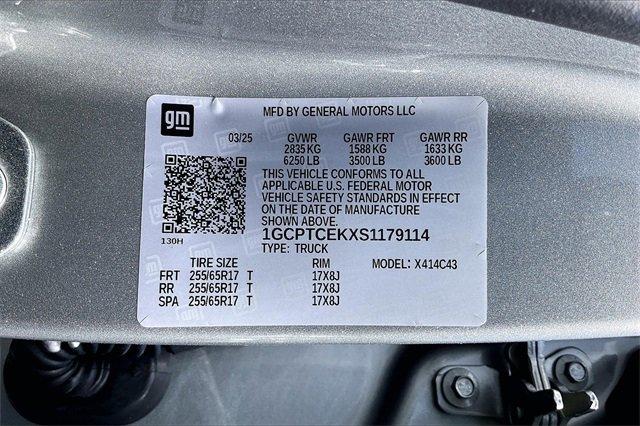 gm
MFD BY GENERAL MOTORS LLC
03/25 GVWR GAWR FRT GAWR RR
2835 KG 1588 KG 1633 KG
6250 LB 3500 LB 3600 LB
THIS VEHICLE CONFORMS TO ALL
APPLICABLE U.S. FEDERAL MOTOR
VEHICLE SAFETY STANDARDS IN EFFECT
ON THE DATE OF MANUFACTURE
SHOWN ABOVE.
130H
1GCPTCEKXS1179114
TYPE: TRUCK
TIRE SIZE RIM MODEL: X414C43
FRT 255/65R17 T 17X8J
RR 255/65R17 T 17X8J
SPA 255/65R17 T 17X8J